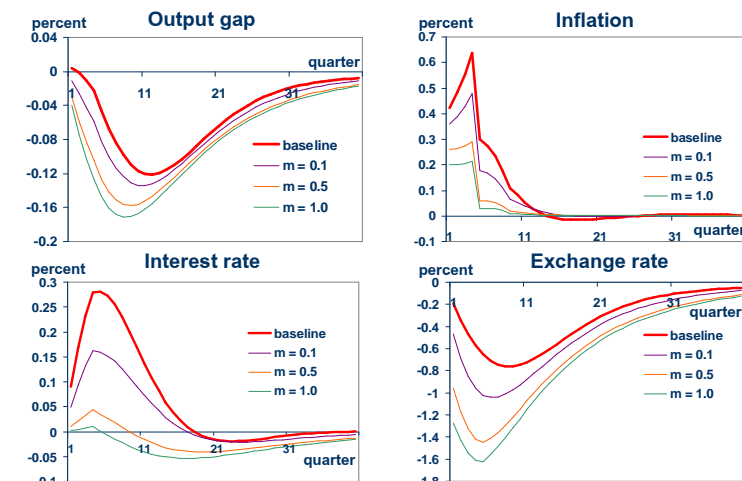 Output gap
percent
0.04
0
-0.04
-0.08
-0.12
-0.16
-0.2
quarter
1
11
21
31
baseline
m = 0.1
m = 0.5
m = 1.0
Inflation
percent
0.7
0.6
0.5
0.4
0.3
0.2
0.1
0
-0.1
1
11
21
31
quarter
baseline
m = 0.1
m = 0.5
m = 1.0
Interest rate
percent
0.3
0.25
0.2
0.15
0.1
0.05
0
-0.05
-0.1
1
11
21
31
quarter
baseline
m = 0.1
m = 0.5
m = 1.0
Exchange rate
percent
0
-0.2
-0.4
-0.6
-0.8
-1
-1.2
-1.4
-1.6
-1.8
1
11
21
31
quarter
baseline
m = 0.1
m = 0.5
m = 1.0